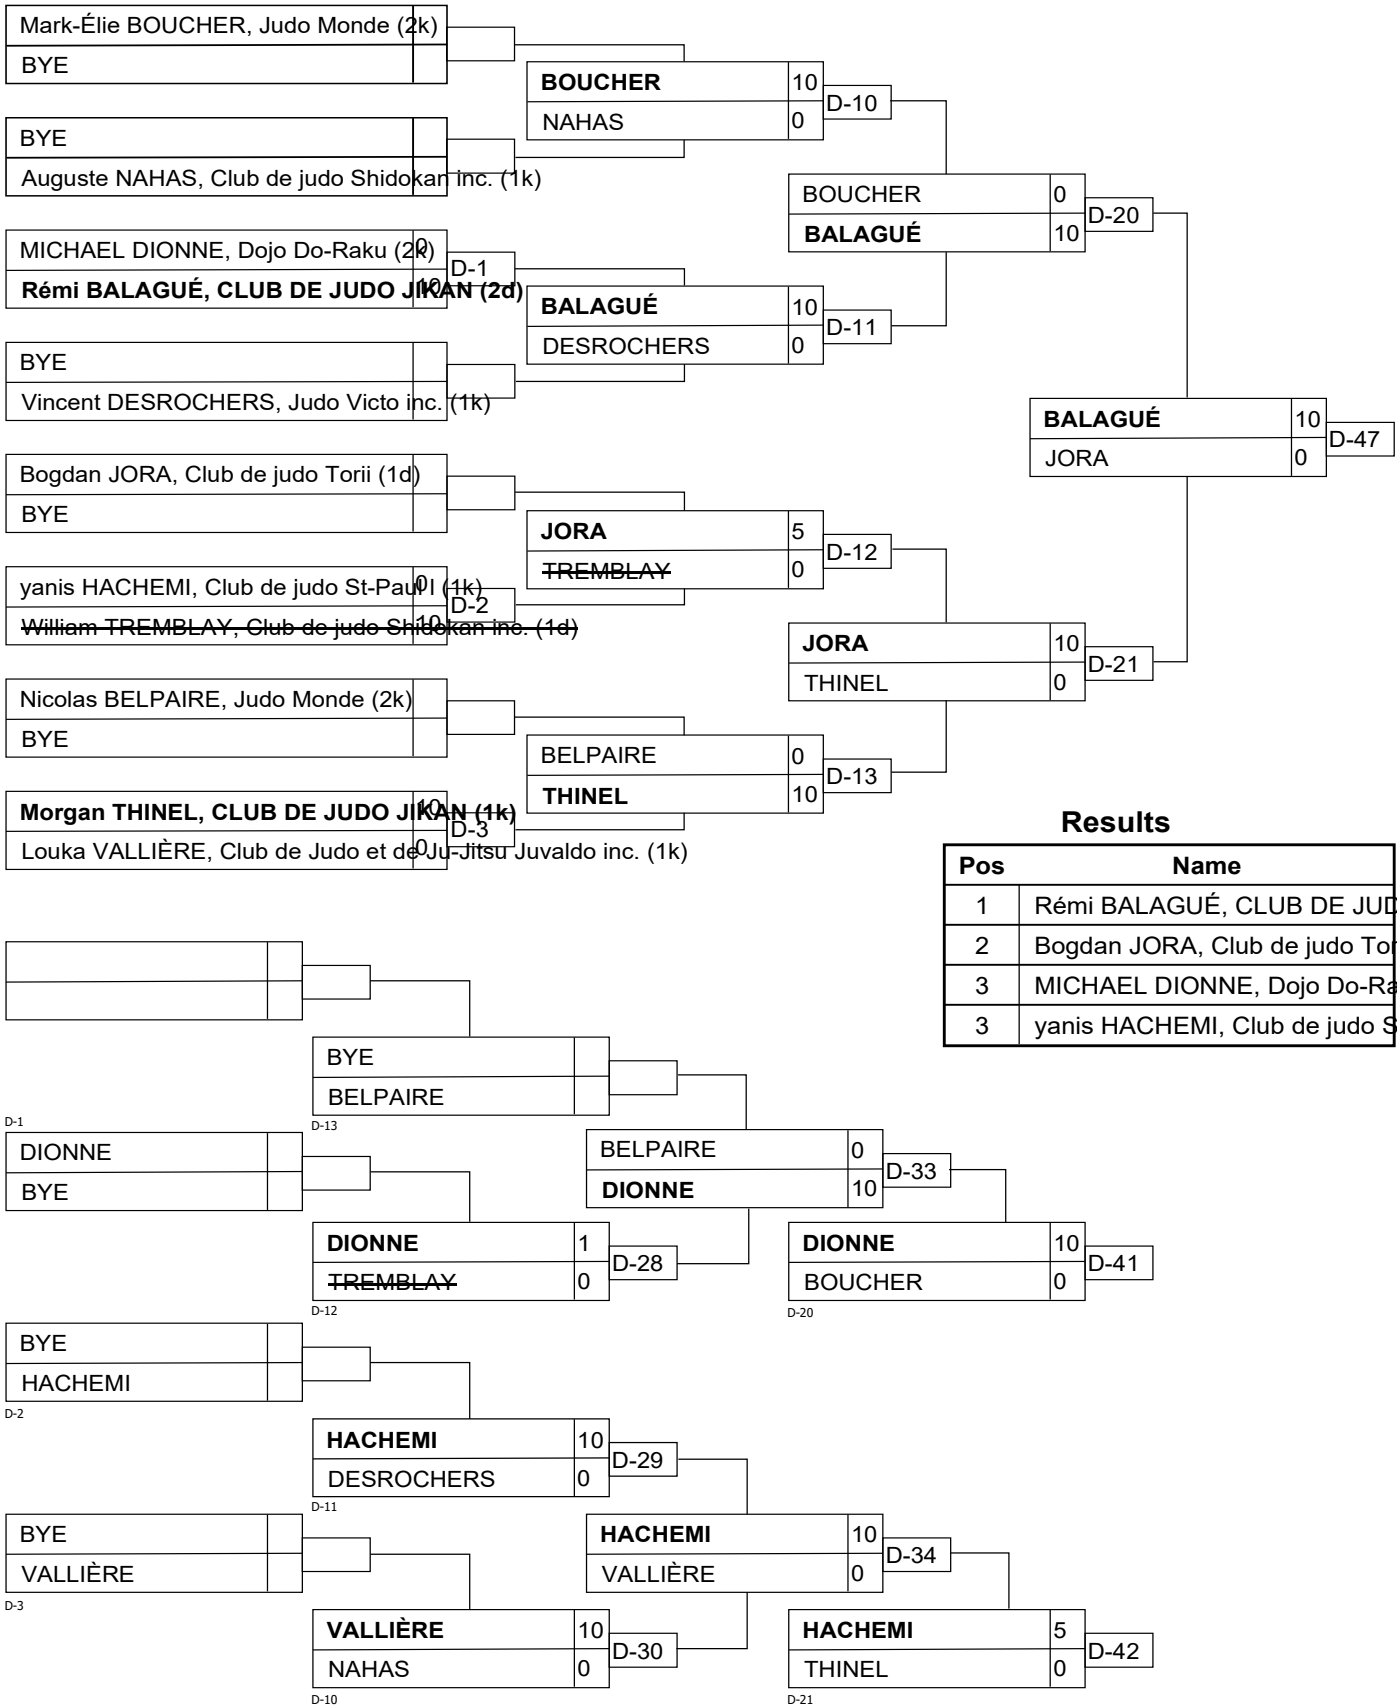 Mark-Élie BOUCHER, Judo Monde (2k)
BYE
BYE
Auguste NAHAS, Club de judo Shidokan inc. (1k)
MICHAEL DIONNE, Dojo Do-Raku (2k) 0
Rémi BALAGUÉ, CLUB DE JUDO JIKAN (2d) 10
D-1
BYE
Vincent DESROCHERS, Judo Victo inc. (1k)
Bogdan JORA, Club de judo Torii (1d)
BYE
yanis HACHEMI, Club de judo St-Paul l (1k) 0
William TREMBLAY, Club de judo Shidokan inc. (1d) 10
D-2
Nicolas BELPAIRE, Judo Monde (2k)
BYE
Morgan THINEL, CLUB DE JUDO JIKAN (1k) 10
Louka VALLIÈRE, Club de Judo et de Ju-Jitsu Juvaldo inc. (1k) 0
D-3
BOUCHER 10
NAHAS 0
D-10
BALAGUÉ 10
DESROCHERS 0
D-11
JORA 5
TREMBLAY 0
D-12
BELPAIRE 0
THINEL 10
D-13
BOUCHER 0
BALAGUÉ 10
D-20
JORA 10
THINEL 0
D-21
BALAGUÉ 10
JORA 0
D-47
Results
Pos Name
1 Rémi BALAGUÉ, CLUB DE JUD
2 Bogdan JORA, Club de judo Tor
3 MICHAEL DIONNE, Dojo Do-Ra
3 yanis HACHEMI, Club de judo S
D-1
DIONNE
BYE
BYE
HACHEMI
D-2
BYE
VALLIÈRE
D-3
BYE
BELPAIRE
D-13
DIONNE 1
TREMBLAY 0
D-28
D-12
HACHEMI 10
DESROCHERS 0
D-29
D-11
VALLIÈRE 10
NAHAS 0
D-30
D-10
BELPAIRE 0
DIONNE 10
D-33
HACHEMI 10
VALLIÈRE 0
D-34
DIONNE 10
BOUCHER 0
D-41
D-20
HACHEMI 5
THINEL 0
D-42
D-21